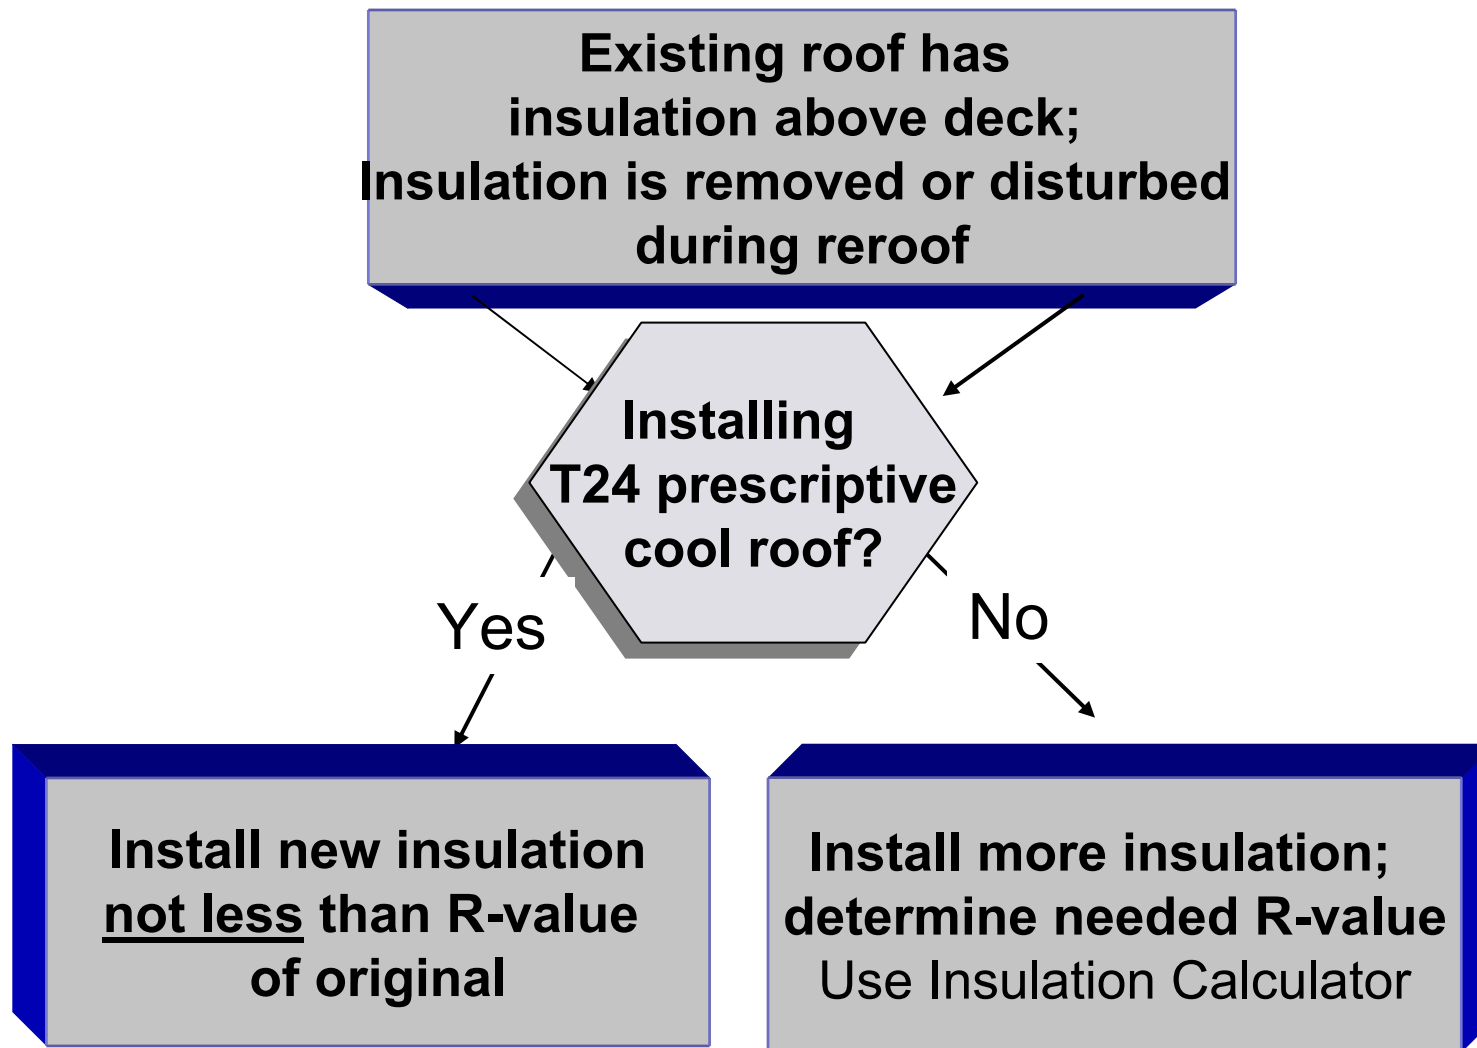 Existing roof has
insulation above deck;
Insulation is removed or disturbed
during reroof
Installing
T24 prescriptive
cool roof?
Yes
No
Install new insulation
not less than R-value
of original
Install more insulation;
determine needed R-value
Use Insulation Calculator